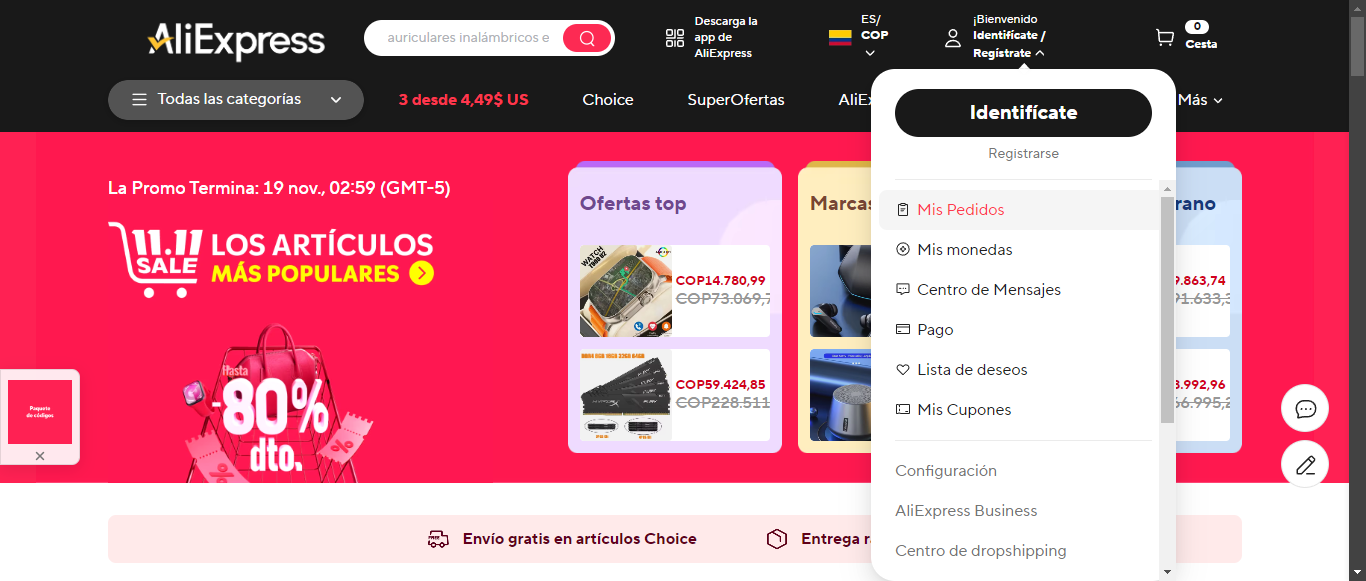 AliExpress
auriculares inalámbricos e
Descarga la
app de
AliExpress
ES/
COP
¡Bienvenido
Identifícate /
Regístrate
0
Cesta
Todas las categorías
3 desde 4,49$ US
Choice
SuperOfertas
AliEx
Más
Identifícate
Registrarse
Mis Pedidos
Mis monedas
Centro de Mensajes
Pago
Lista de deseos
Mis Cupones
Configuración
AliExpress Business
Centro de dropshipping
La Promo Termina: 19 nov., 02:59 (GMT-5)
11.11
SALE
LOS ARTÍCULOS
MÁS POPULARES
Hasta
-80%
dto.
%
%
Paquete
de códigos
Ofertas top
WATCH
COP14.780,99
COP73.069,7
COP59.424,85
COP228.511
Marcas
rano
9.863,74
91.633,3
8.992,96
66.995,2
Envío gratis en artículos Choice
Entrega r